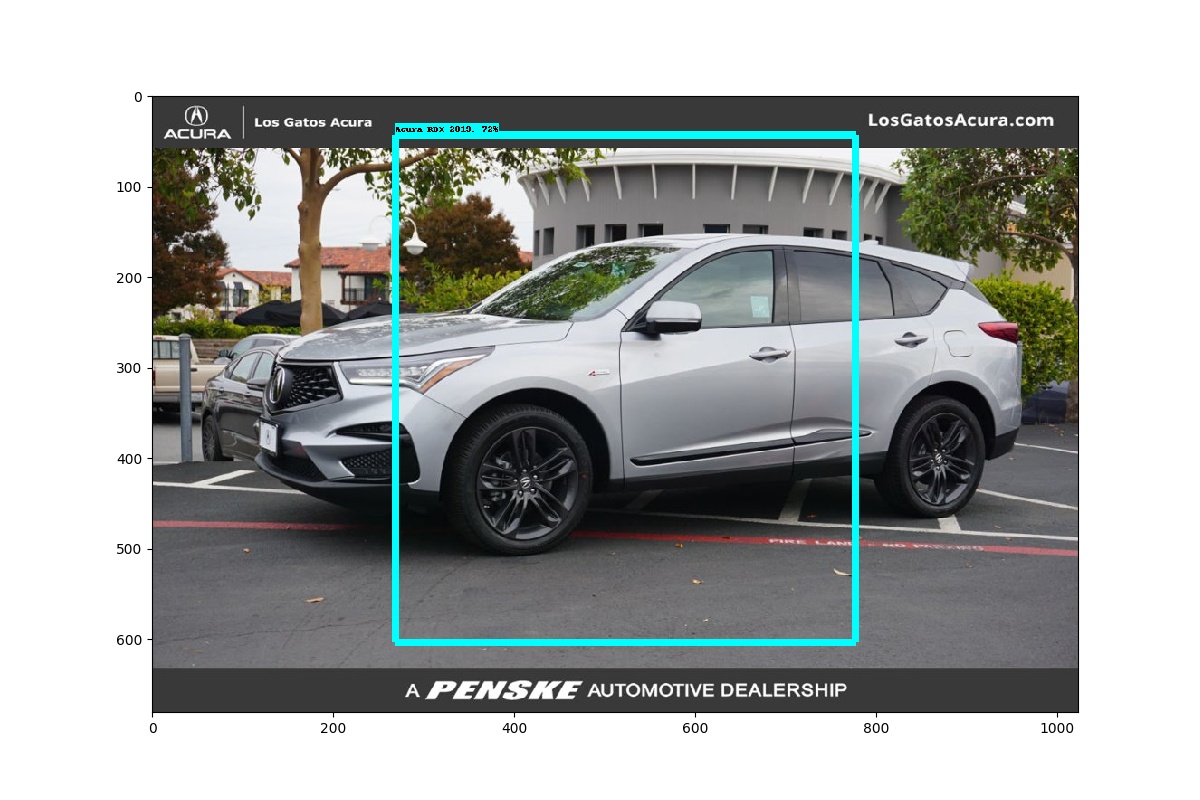 0
100
200
300
400
500
600
0
200
400
600
800
1000
ACURA
Los Gatos Acura
LosGatosAcura.com
Acura RDX 2019. 72%
FIRE LANE NO PARKING
A PENSKE AUTOMOTIVE DEALERSHIP